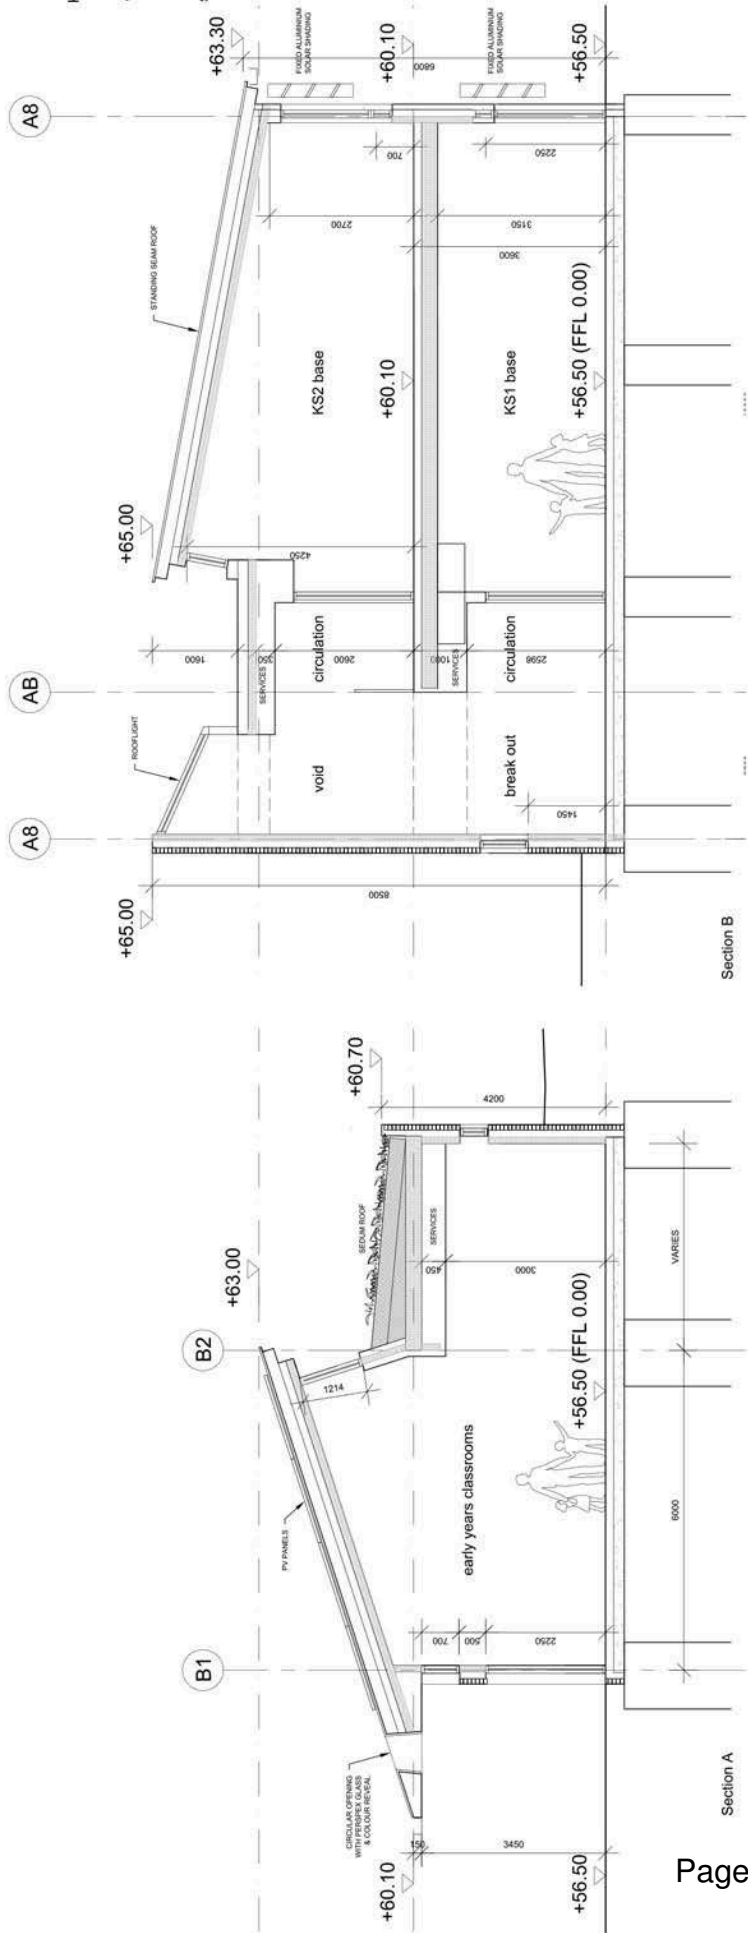 A8
AB
A8
+65.00
+65.00
+63.30
+60.10
+56.50
ROOFLIGHT
STANDING SEAM ROOF
FIXED ALUMINIUM
SOLAR SHADING
FIXED ALUMINIUM
SOLAR SHADING
1600
350
SERVICES
2600
circulation
SERVICES
2598
circulation
4250
KS2 base
+60.10
2700
700
6800
KS1 base
+56.50 (FFL 0.00)
3150
3600
2250
void
break out
1450
8500
Section B
B1
B2
+63.00
+60.70
PV PANELS
SEDUM ROOF
1214
450
SERVICES
3000
4200
CIRCULAR OPENING
WITH PERSPEX GLASS
& COLOUR REVEAL
150
+60.10
3450
+56.50
700
500
2250
early years classrooms
+56.50 (FFL 0.00)
6000
VARIES
Section A
Page